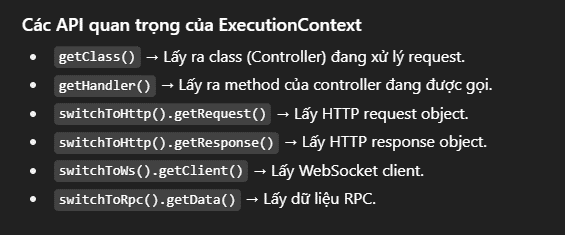 Các API quan trọng của ExecutionContext
• getClass() → Lấy ra class (Controller) đang xử lý request.
• getHandler() → Lấy ra method của controller đang được gọi.
• switchToHttp().getRequest() → Lấy HTTP request object.
• switchToHttp().getResponse() → Lấy HTTP response object.
• switchToWs().getClient() → Lấy WebSocket client.
• switchToRpc().getData() → Lấy dữ liệu RPC.